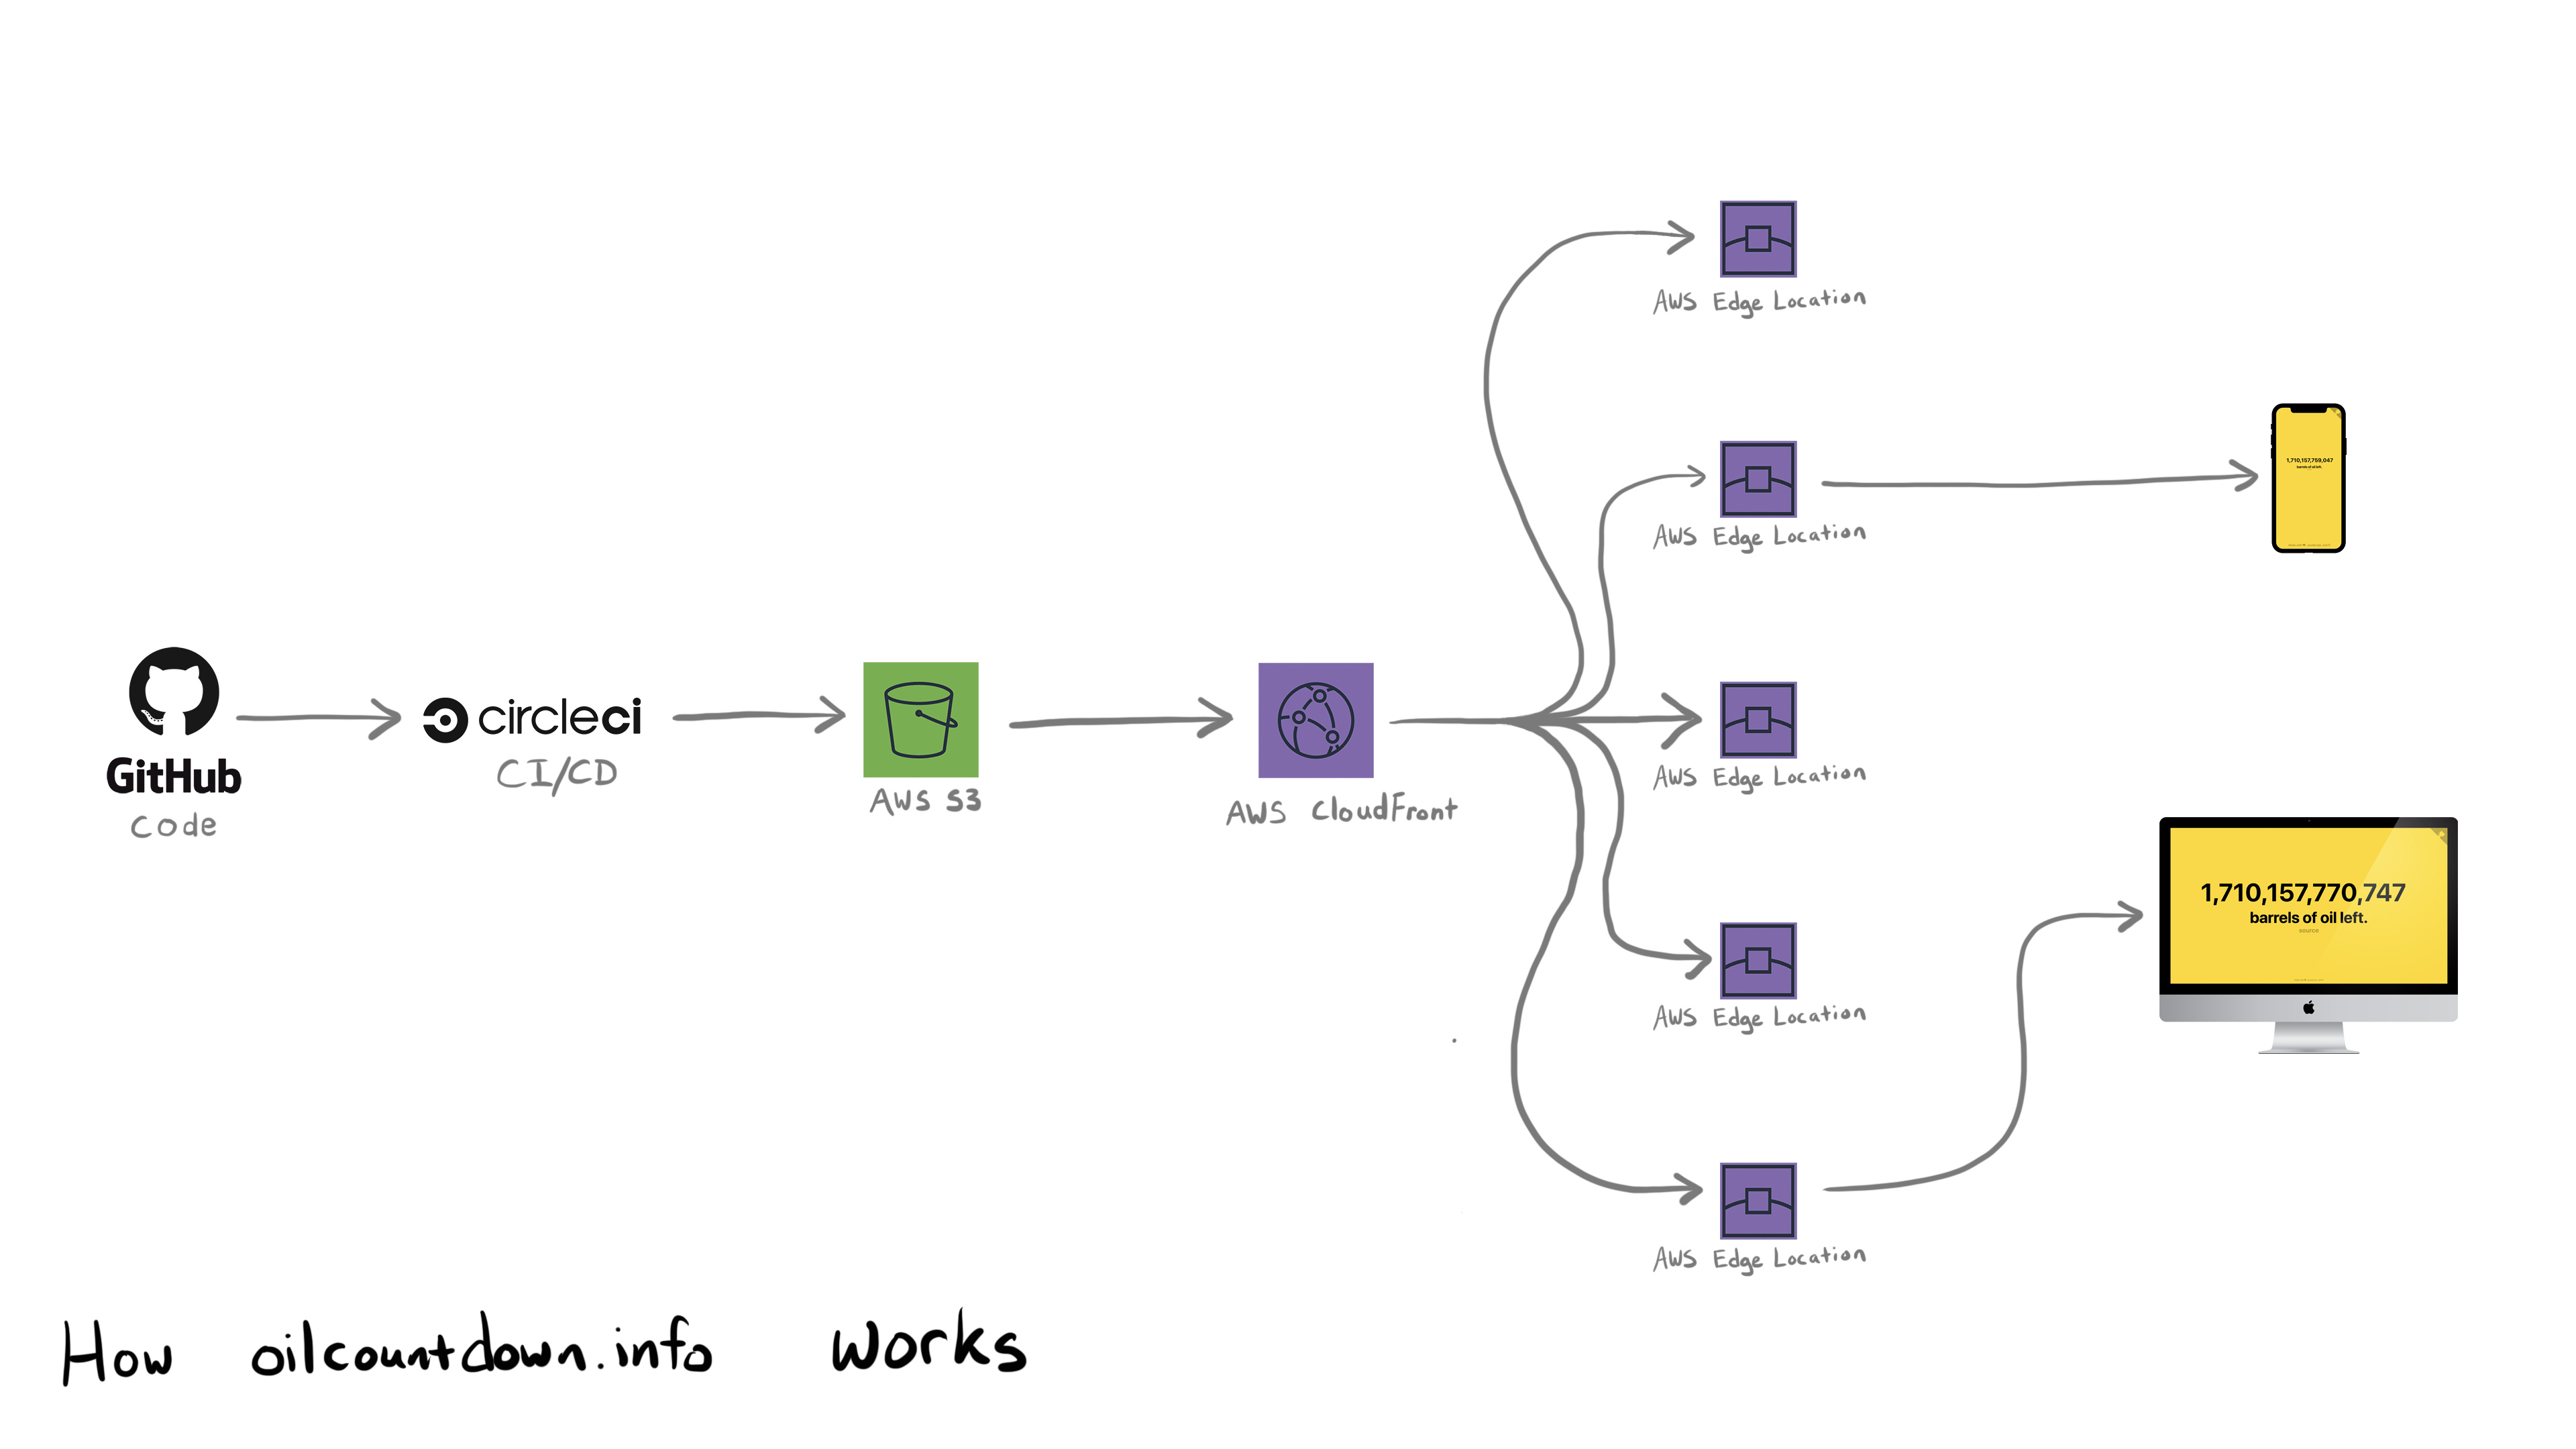 AWS Edge Location
1,710,157,759,047
barrels of oil left.
AWS Edge Location
GitHub
code
circleci
CI/CD
AWS S3
AWS CloudFront
AWS Edge Location
1,710,157,770,747
barrels of oil left.
source
AWS Edge Location
AWS Edge Location
How oilcountdown.info works